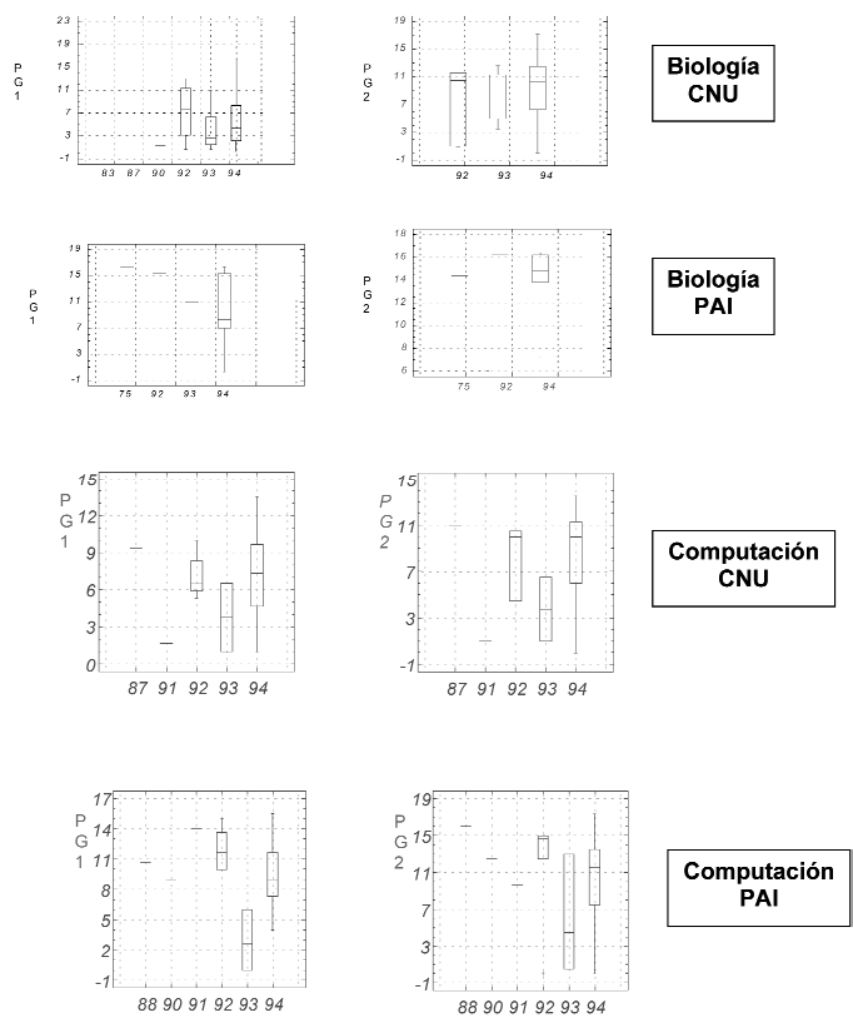 23
19
15
11
7
3
-1
P
G
1
83 87 90 92 93 94
19
15
11
7
3
-1
P
G
2
92 93 94
Biología
CNU
19
15
11
7
3
-1
P
G
1
75 92 93 94
18
16
14
12
10
8
6
P
G
2
75 92 94
Biología
PAI
15
12
9
6
3
0
P
G
1
87 91 92 93 94
15
11
7
3
-1
P
G
2
87 91 92 93 94
Computación
CNU
17
14
11
8
5
2
-1
P
G
1
88 90 91 92 93 94
19
15
11
7
3
-1
P
G
2
88 90 91 92 93 94
Computación
PAI